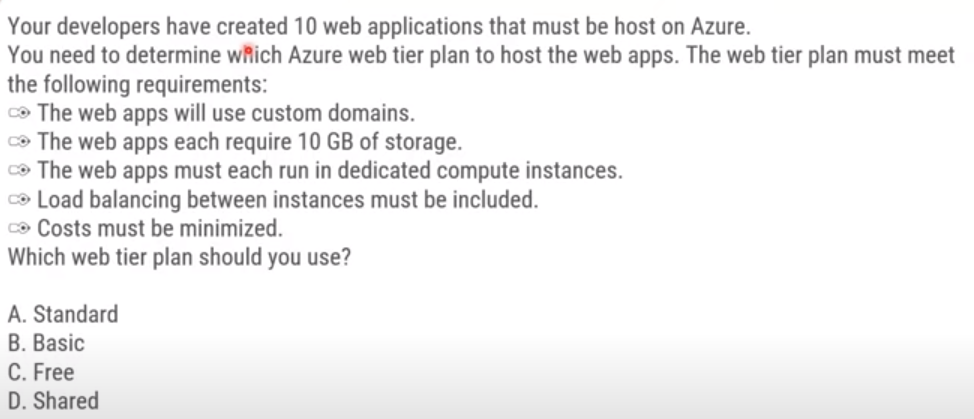 Your developers have created 10 web applications that must be host on Azure.
You need to determine which Azure web tier plan to host the web apps. The web tier plan must meet
the following requirements:
The web apps will use custom domains.
The web apps each require 10 GB of storage.
The web apps must each run in dedicated compute instances.
Load balancing between instances must be included.
Costs must be minimized.
Which web tier plan should you use?
A. Standard
B. Basic
C. Free
D. Shared